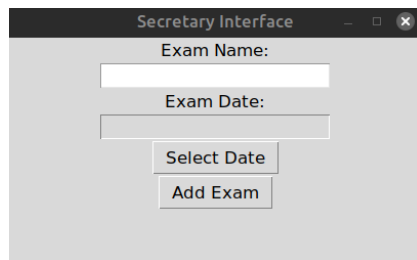 Secretary Interface
Exam Name:
Exam Date:
Select Date
Add Exam